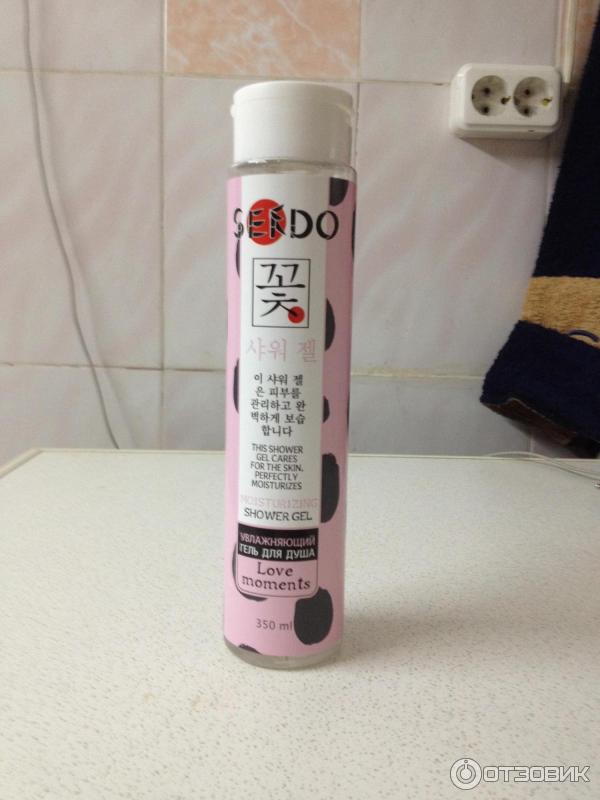 SENDO
꽃
샤워 젤
이 샤워 젤
은 피부를
관리하고 완
벽하게 보습
합니다
THIS SHOWER
GEL CARES
FOR THE SKIN,
PERFECTLY
MOISTURIZES
MOISTURIZING
SHOWER GEL
УВЛАЖНЯЮЩИЙ
ГЕЛЬ ДЛЯ ДУША
Love
moments
350 ml
ОТЗОВИК